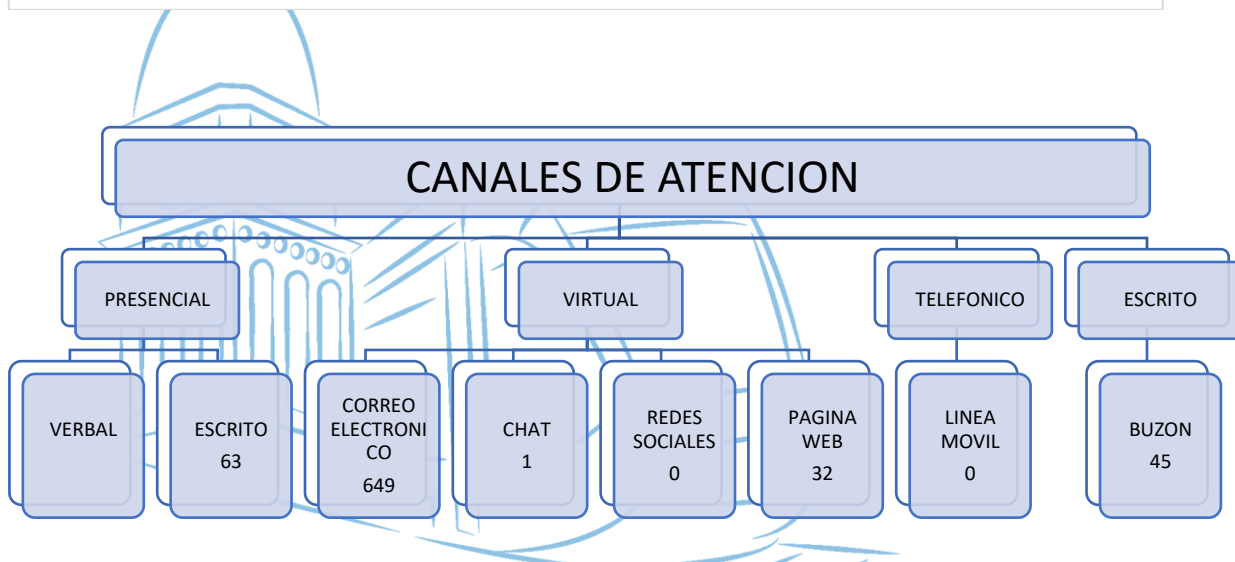 CANALES DE ATENCION
PRESENCIAL
VIRTUAL
TELEFONICO
ESCRITO
VERBAL
ESCRITO
63
CORREO
ELECTRONI
CO
649
CHAT
1
REDES
SOCIALES
0
PAGINA
WEB
32
LINEA
MOVIL
0
BUZON
45